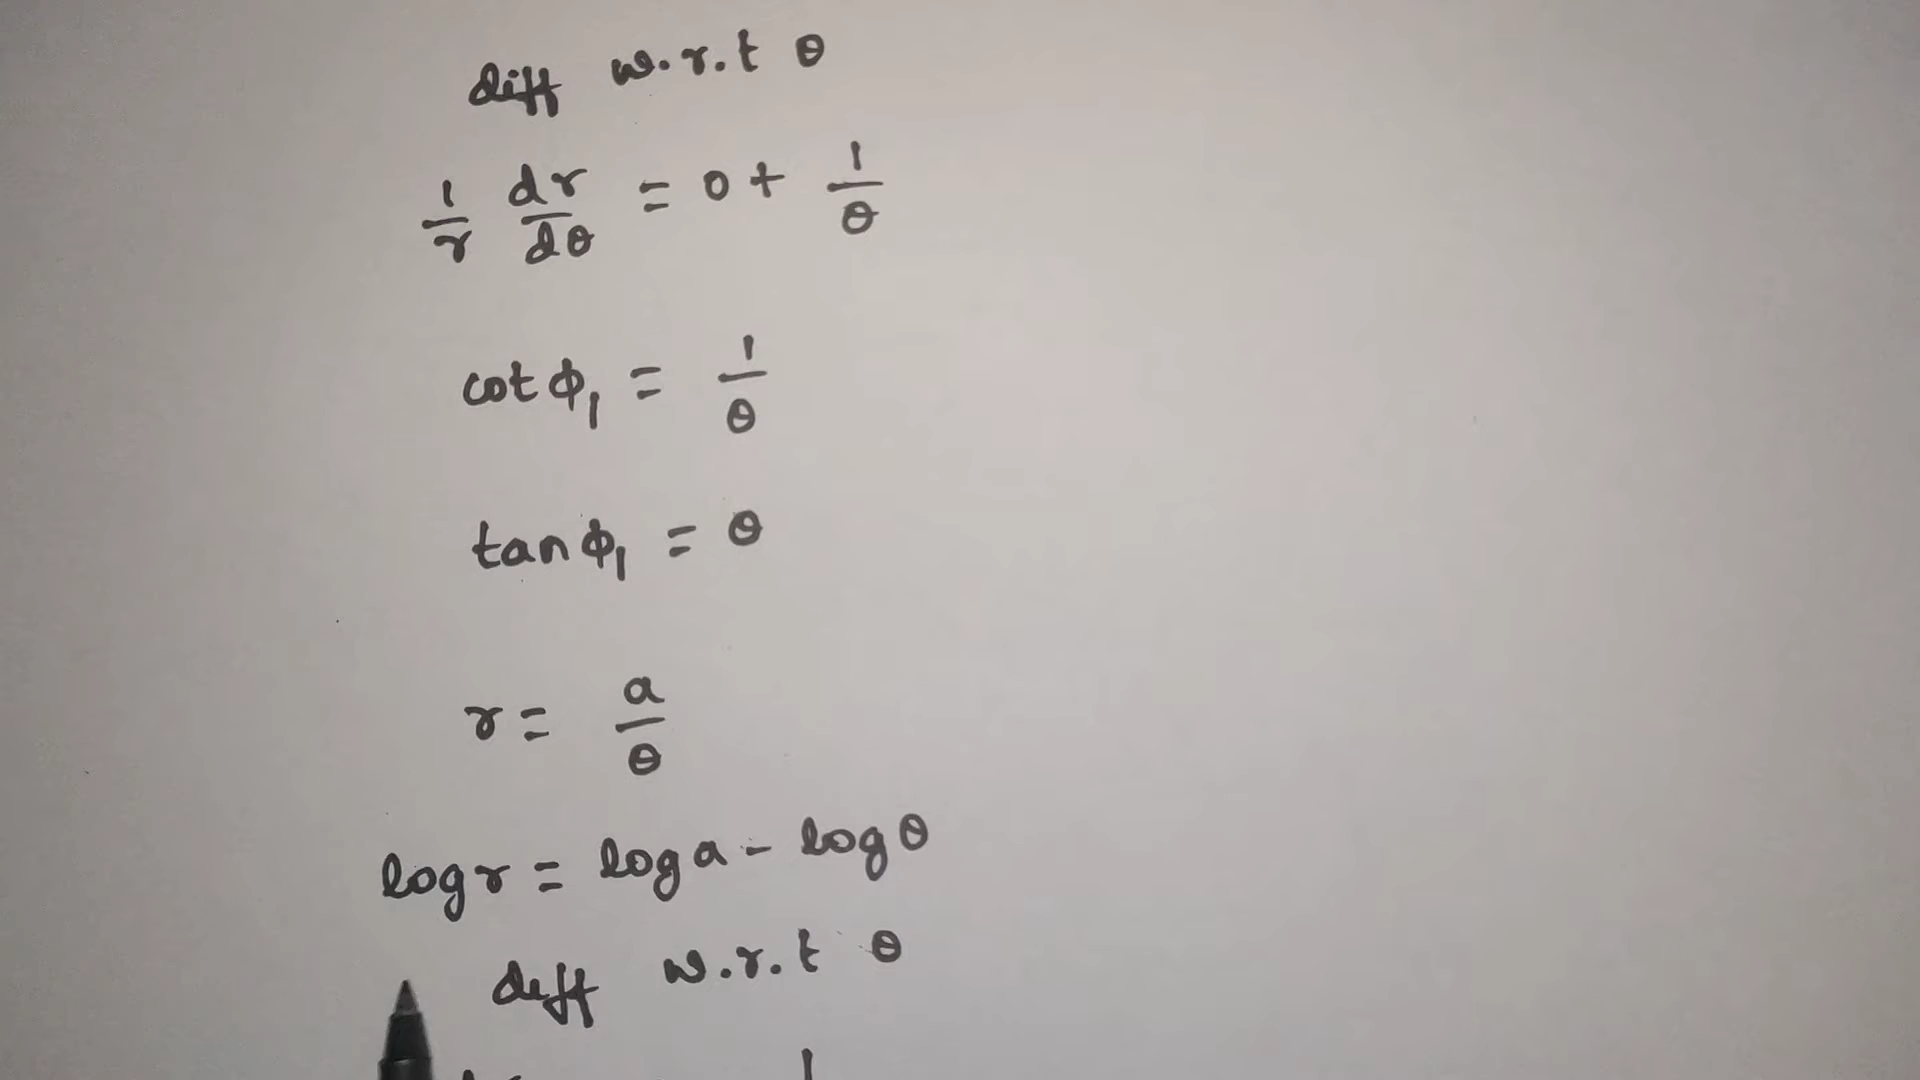 diff w.r.t θ
1/r dr/dθ = 0 + 1/θ
cot φ₁ = 1/θ
tan φ₁ = θ
r = a/θ
log r = log a - log θ
diff w.r.t θ